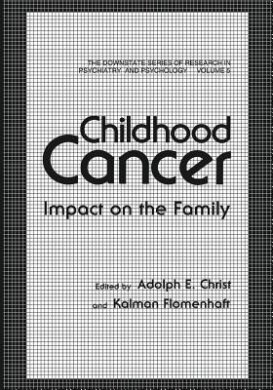 THE DOWNSTATE SERIES OF RESEARCH IN
PSYCHIATRY AND PSYCHOLOGY VOLUME 5
Childhood
Cancer
Impact on the Family
Edited by Adolph E. Christ
and Kalman Flomenhaft